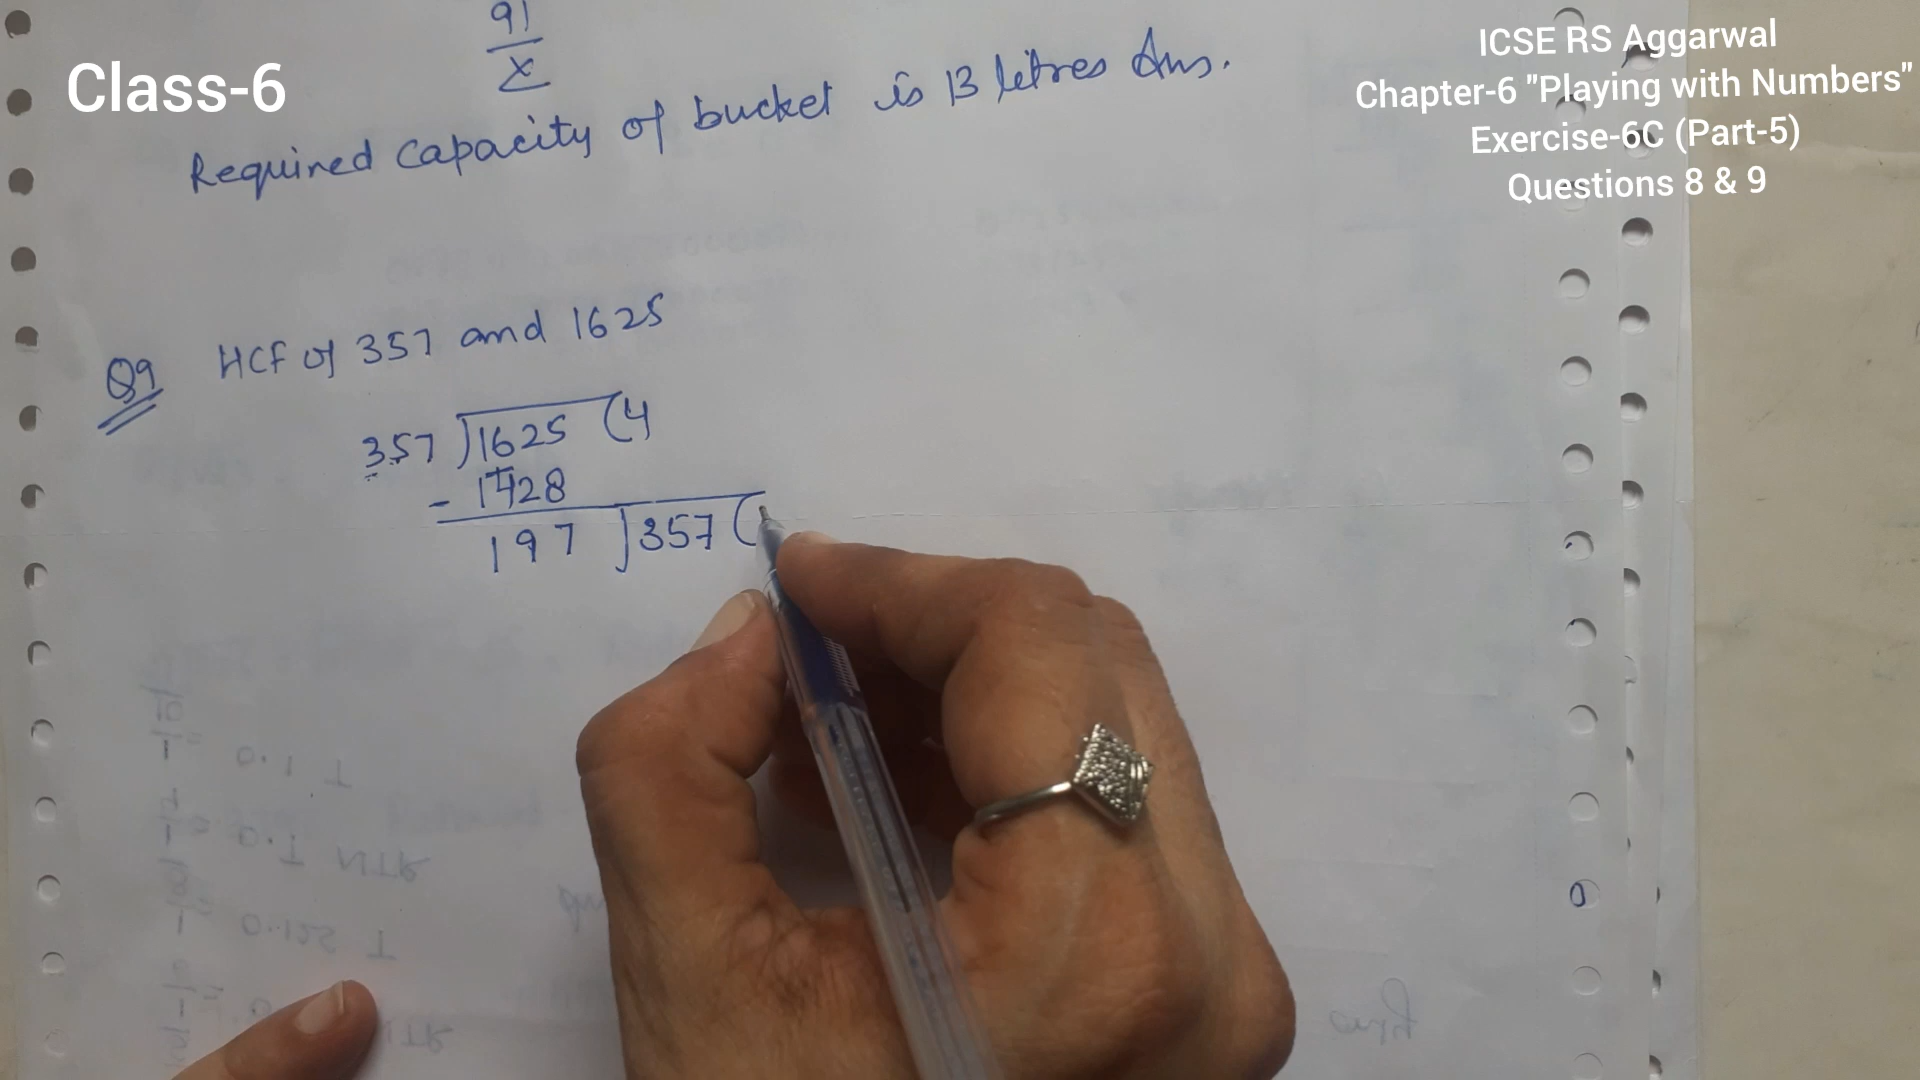 Class-6
ICSE RS Aggarwal
Chapter-6 "Playing with Numbers"
Exercise-6C (Part-5)
Questions 8 & 9
91
x
Required capacity of bucket is 13 litres Ans.
Q9 HCF of 357 and 1625
357 ) 1625 ( 4
- 1428
197 ) 357 (